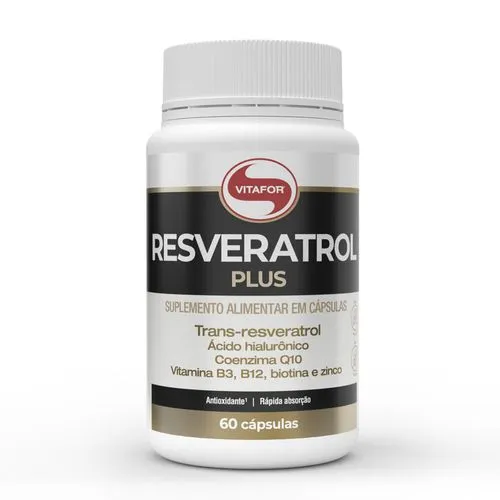 VITAFOR
RESVERATROL
PLUS
SUPLEMENTO ALIMENTAR EM CÁPSULAS
Trans-resveratrol
Ácido hialurônico
Coenzima Q10
Vitamina B3, B12, biotina e zinco
Antioxidante¹ | Rápida absorção
60 cápsulas